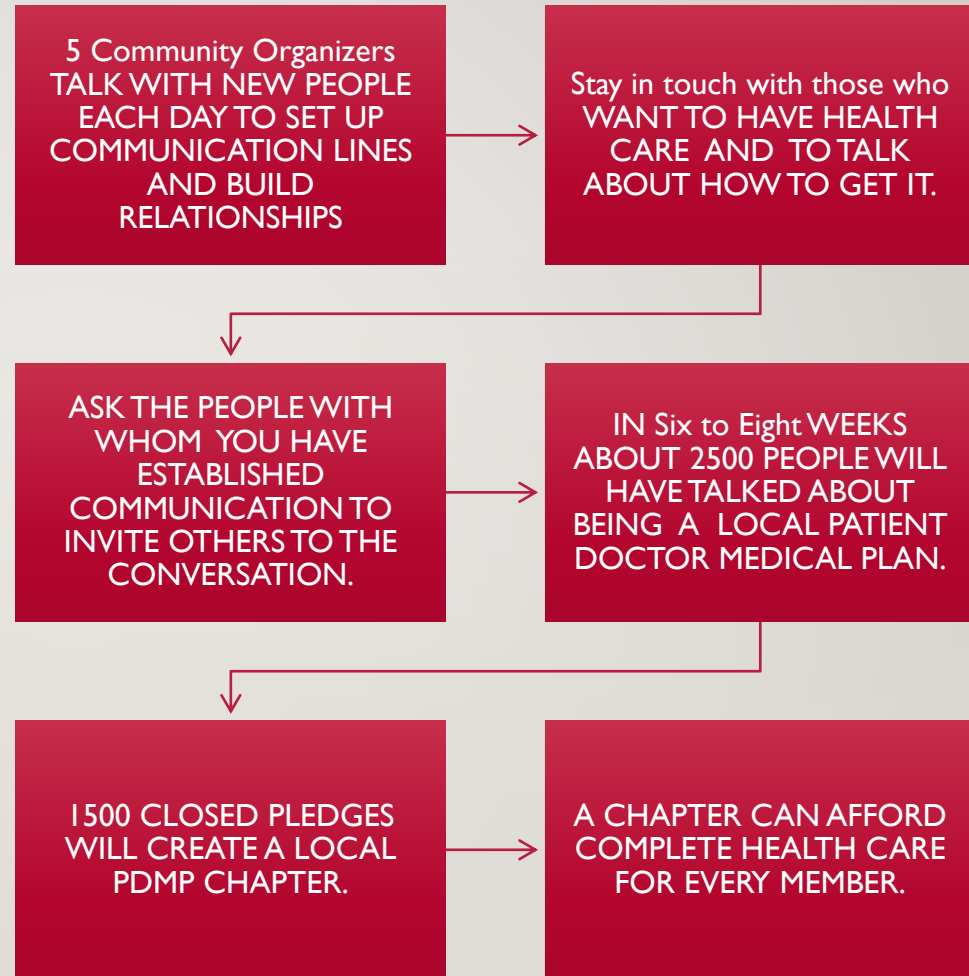 5 Community Organizers
TALK WITH NEW PEOPLE
EACH DAY TO SET UP
COMMUNICATION LINES
AND BUILD
RELATIONSHIPS
Stay in touch with those who
WANT TO HAVE HEALTH
CARE AND TO TALK
ABOUT HOW TO GET IT.
ASK THE PEOPLE WITH
WHOM YOU HAVE
ESTABLISHED
COMMUNICATION TO
INVITE OTHERS TO THE
CONVERSATION.
IN Six to Eight WEEKS
ABOUT 2500 PEOPLE WILL
HAVE TALKED ABOUT
BEING A LOCAL PATIENT
DOCTOR MEDICAL PLAN.
1500 CLOSED PLEDGES
WILL CREATE A LOCAL
PDMP CHAPTER.
A CHAPTER CAN AFFORD
COMPLETE HEALTH CARE
FOR EVERY MEMBER.